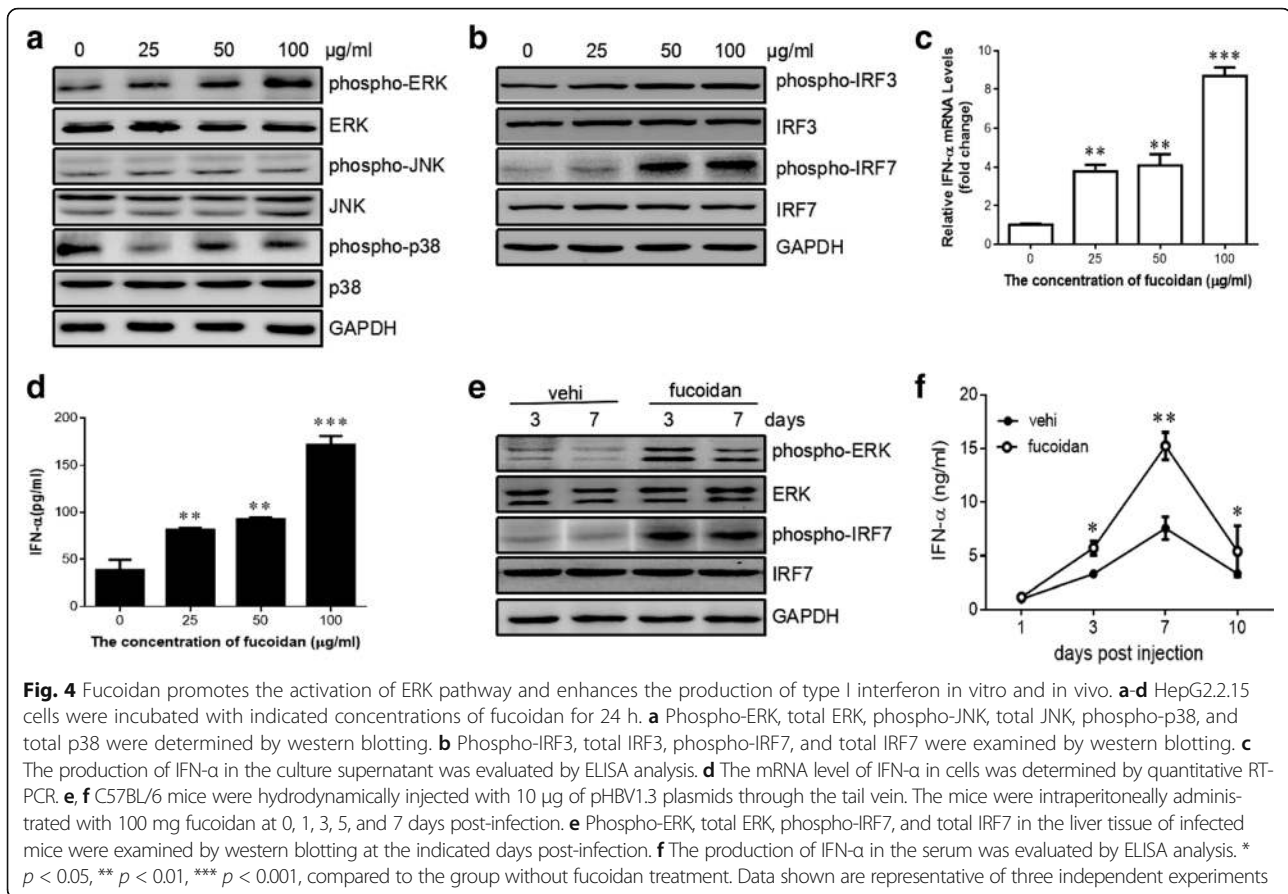 a
0 25 50 100 µg/ml
phospho-ERK
ERK
phospho-JNK
JNK
phospho-p38
p38
GAPDH
b
0 25 50 100 µg/ml
phospho-IRF3
IRF3
phospho-IRF7
IRF7
GAPDH
c
Relative IFN-α mRNA Levels
(fold change)
10
8
6
4
2
0
** ** ***
0 25 50 100
The concentration of fucoidan (µg/ml)
d
IFN-α(pg/ml)
200
150
100
50
0
** ** ***
0 25 50 100
The concentration of fucoidan (µg/ml)
e
vehi fucoidan
3 7 3 7 days
phospho-ERK
ERK
phospho-IRF7
IRF7
GAPDH
f
IFN-α (ng/ml)
20
15
10
5
0
vehi
fucoidan
* ** *
1 3 7 10
days post injection
Fig. 4 Fucoidan promotes the activation of ERK pathway and enhances the production of type I interferon in vitro and in vivo. a-d HepG2.2.15
cells were incubated with indicated concentrations of fucoidan for 24 h. a Phospho-ERK, total ERK, phospho-JNK, total JNK, phospho-p38, and
total p38 were determined by western blotting. b Phospho-IRF3, total IRF3, phospho-IRF7, and total IRF7 were examined by western blotting. c
The production of IFN-α in the culture supernatant was evaluated by ELISA analysis. d The mRNA level of IFN-α in cells was determined by quantitative RT-
PCR. e, f C57BL/6 mice were hydrodynamically injected with 10 µg of pHBV1.3 plasmids through the tail vein. The mice were intraperitoneally adminis-
trated with 100 mg fucoidan at 0, 1, 3, 5, and 7 days post-infection. e Phospho-ERK, total ERK, phospho-IRF7, and total IRF7 in the liver tissue of infected
mice were examined by western blotting at the indicated days post-infection. f The production of IFN-α in the serum was evaluated by ELISA analysis. *
p < 0.05, ** p < 0.01, *** p < 0.001, compared to the group without fucoidan treatment. Data shown are representative of three independent experiments